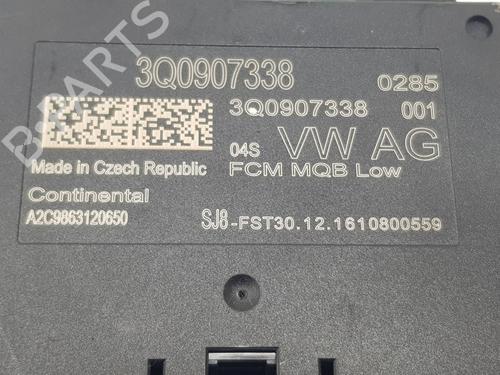 3Q0907338 0285
3Q0907338 001
04S VW AG
Made in Czech Republic FCM MQB Low
Continental
A2C9863120650 SJ8-FST30.12.1610800559
B-PARTS